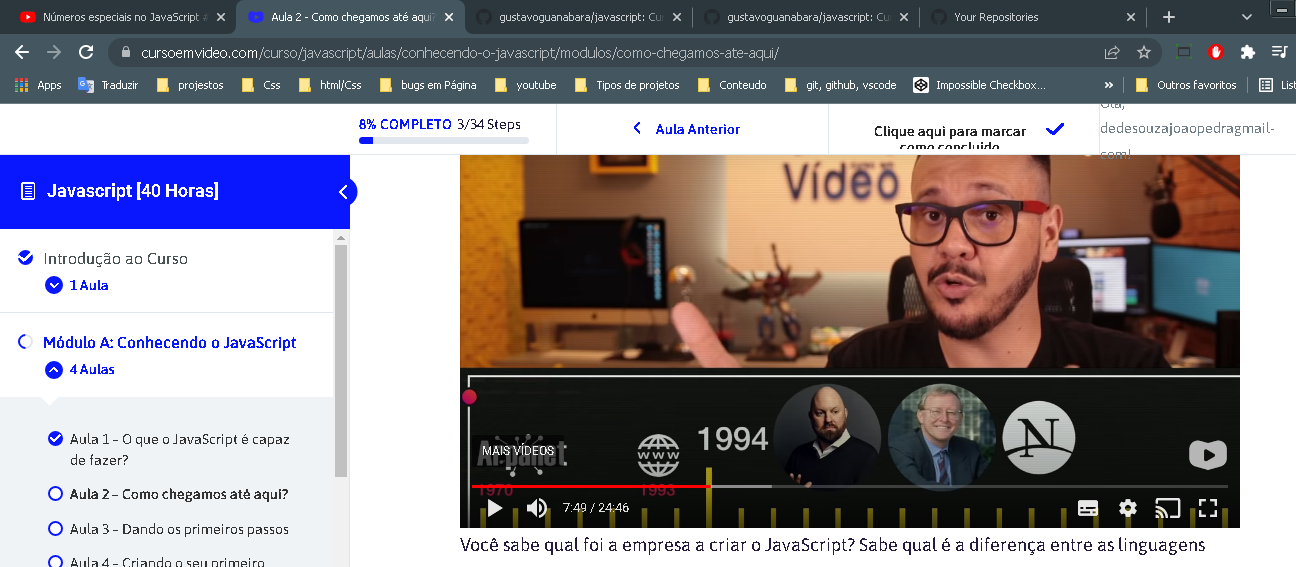 Números especiais no JavaScript #
Aula 2 - Como chegamos até aqui?
gustavoguanabara/javascript: Cu
gustavoguanabara/javascript: Cu
Your Repositories
cursoemvideo.com/curso/javascript/aulas/conhecendo-o-javascript/modulos/como-chegamos-ate-aqui/
Apps Traduzir projestos Css html/Css bugs em Página youtube Tipos de projetos Conteudo git, github, vscode Impossible Checkbox... » Outros favoritos List
8% COMPLETO 3/34 Steps
Aula Anterior
Clique aqui para marcar
como concluido
Olá,
dedesouzajoaopedragmail-
com!
Javascript [40 Horas]
Introdução ao Curso
1 Aula
Módulo A: Conhecendo o JavaScript
4 Aulas
Aula 1 – O que o JavaScript é capaz
de fazer?
Aula 2 – Como chegamos até aqui?
Aula 3 – Dando os primeiros passos
Aula 4 – Criando o seu primeiro
Vídeo
Arpanet
MAIS VÍDEOS
WWW
1994
N
1970
1993
7:49 / 24:46
Você sabe qual foi a empresa a criar o JavaScript? Sabe qual é a diferença entre as linguagens